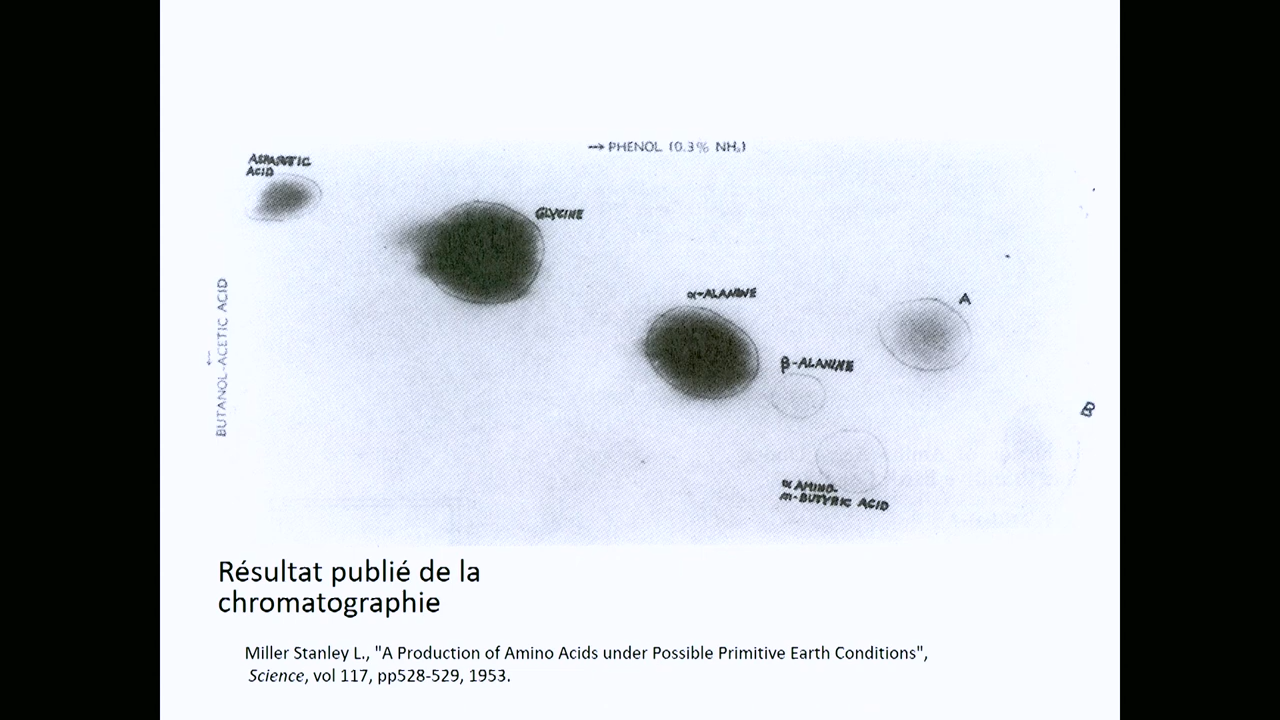 → PHENOL (0.3% NH₃)
ASPARTIC
ACID
GLYCINE
BUTANOL-ACETIC ACID
α-ALANINE
A
β-ALANINE
B
α AMINO-
n-BUTYRIC ACID
Résultat publié de la
chromatographie
Miller Stanley L., "A Production of Amino Acids under Possible Primitive Earth Conditions",
Science, vol 117, pp528-529, 1953.